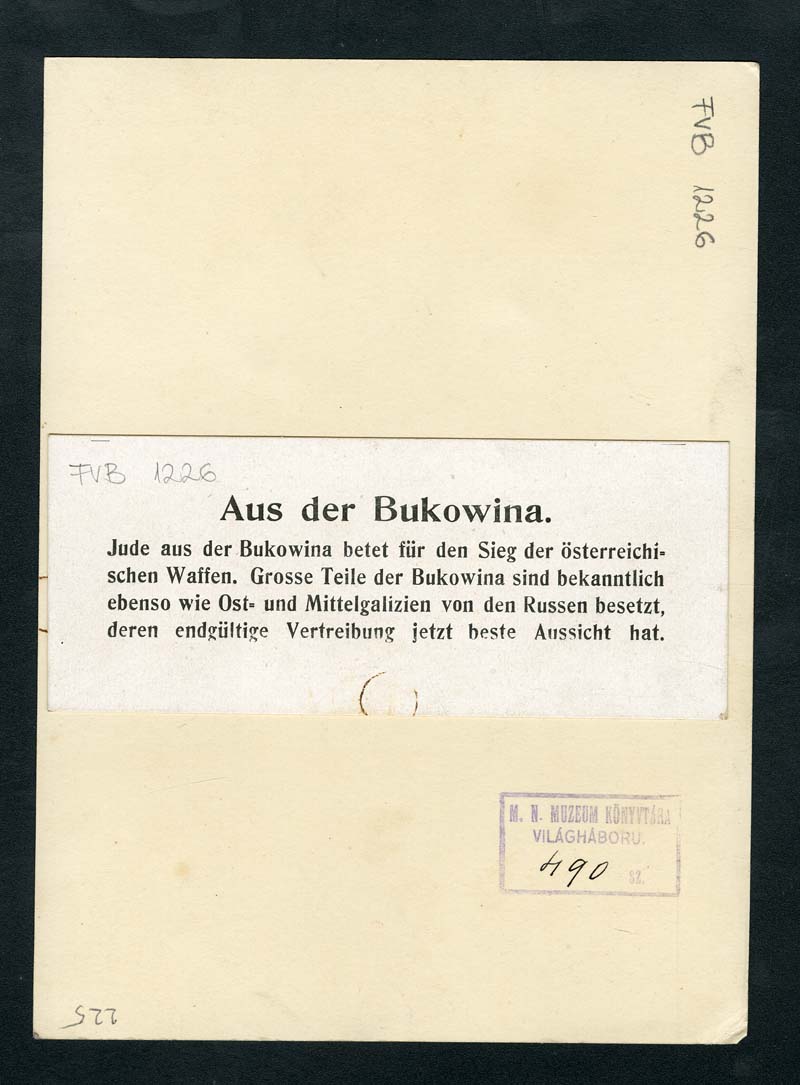 FVB 1226
FVB 1226
Aus der Bukowina.
Jude aus der Bukowina betet für den Sieg der österreichi-
schen Waffen. Grosse Teile der Bukowina sind bekanntlich
ebenso wie Ost- und Mittelgalizien von den Russen besetzt,
deren endgültige Vertreibung jetzt beste Aussicht hat.
M. N. MUZEUM KÖNYVTÁRA
VILÁGHÁBORU.
490 sz.